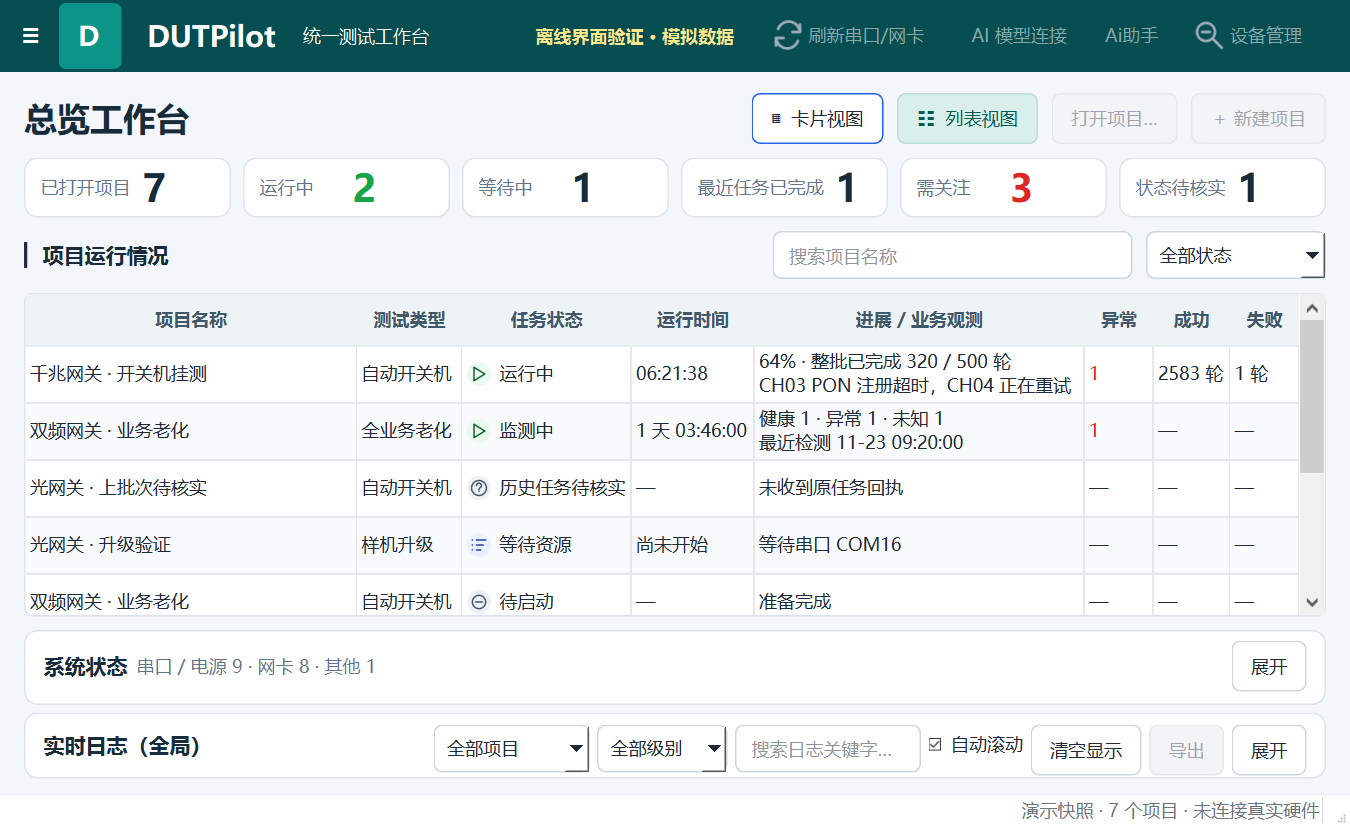 ☰ D DUTPilot 统一测试工作台 离线界面验证 • 模拟数据 刷新串口/网卡 AI 模型连接 Ai助手 设备管理
总览工作台 卡片视图 列表视图 打开项目... + 新建项目
已打开项目 7 运行中 2 等待中 1 最近任务已完成 1 需关注 3 状态待核实 1
项目运行情况 搜索项目名称 全部状态
项目名称 测试类型 任务状态 运行时间 进展 / 业务观测 异常 成功 失败
千兆网关 · 开关机挂测 自动开关机 运行中 06:21:38 64% · 整批已完成 320 / 500 轮 1 2583 轮 1 轮
CH03 PON 注册超时，CH04 正在重试
双频网关 · 业务老化 全业务老化 监测中 1 天 03:46:00 健康 1 · 异常 1 · 未知 1 1 — —
最近检测 11-23 09:20:00
光网关 · 上批次待核实 自动开关机 历史任务待核实 — 未收到原任务回执 — — —
光网关 · 升级验证 样机升级 等待资源 尚未开始 等待串口 COM16 — — —
双频网关 · 业务老化 自动开关机 待启动 — 准备完成 — — —
系统状态 串口 / 电源 9 · 网卡 8 · 其他 1 展开
实时日志（全局） 全部项目 全部级别 搜索日志关键字... 自动滚动 清空显示 导出 展开
演示快照 · 7 个项目 · 未连接真实硬件